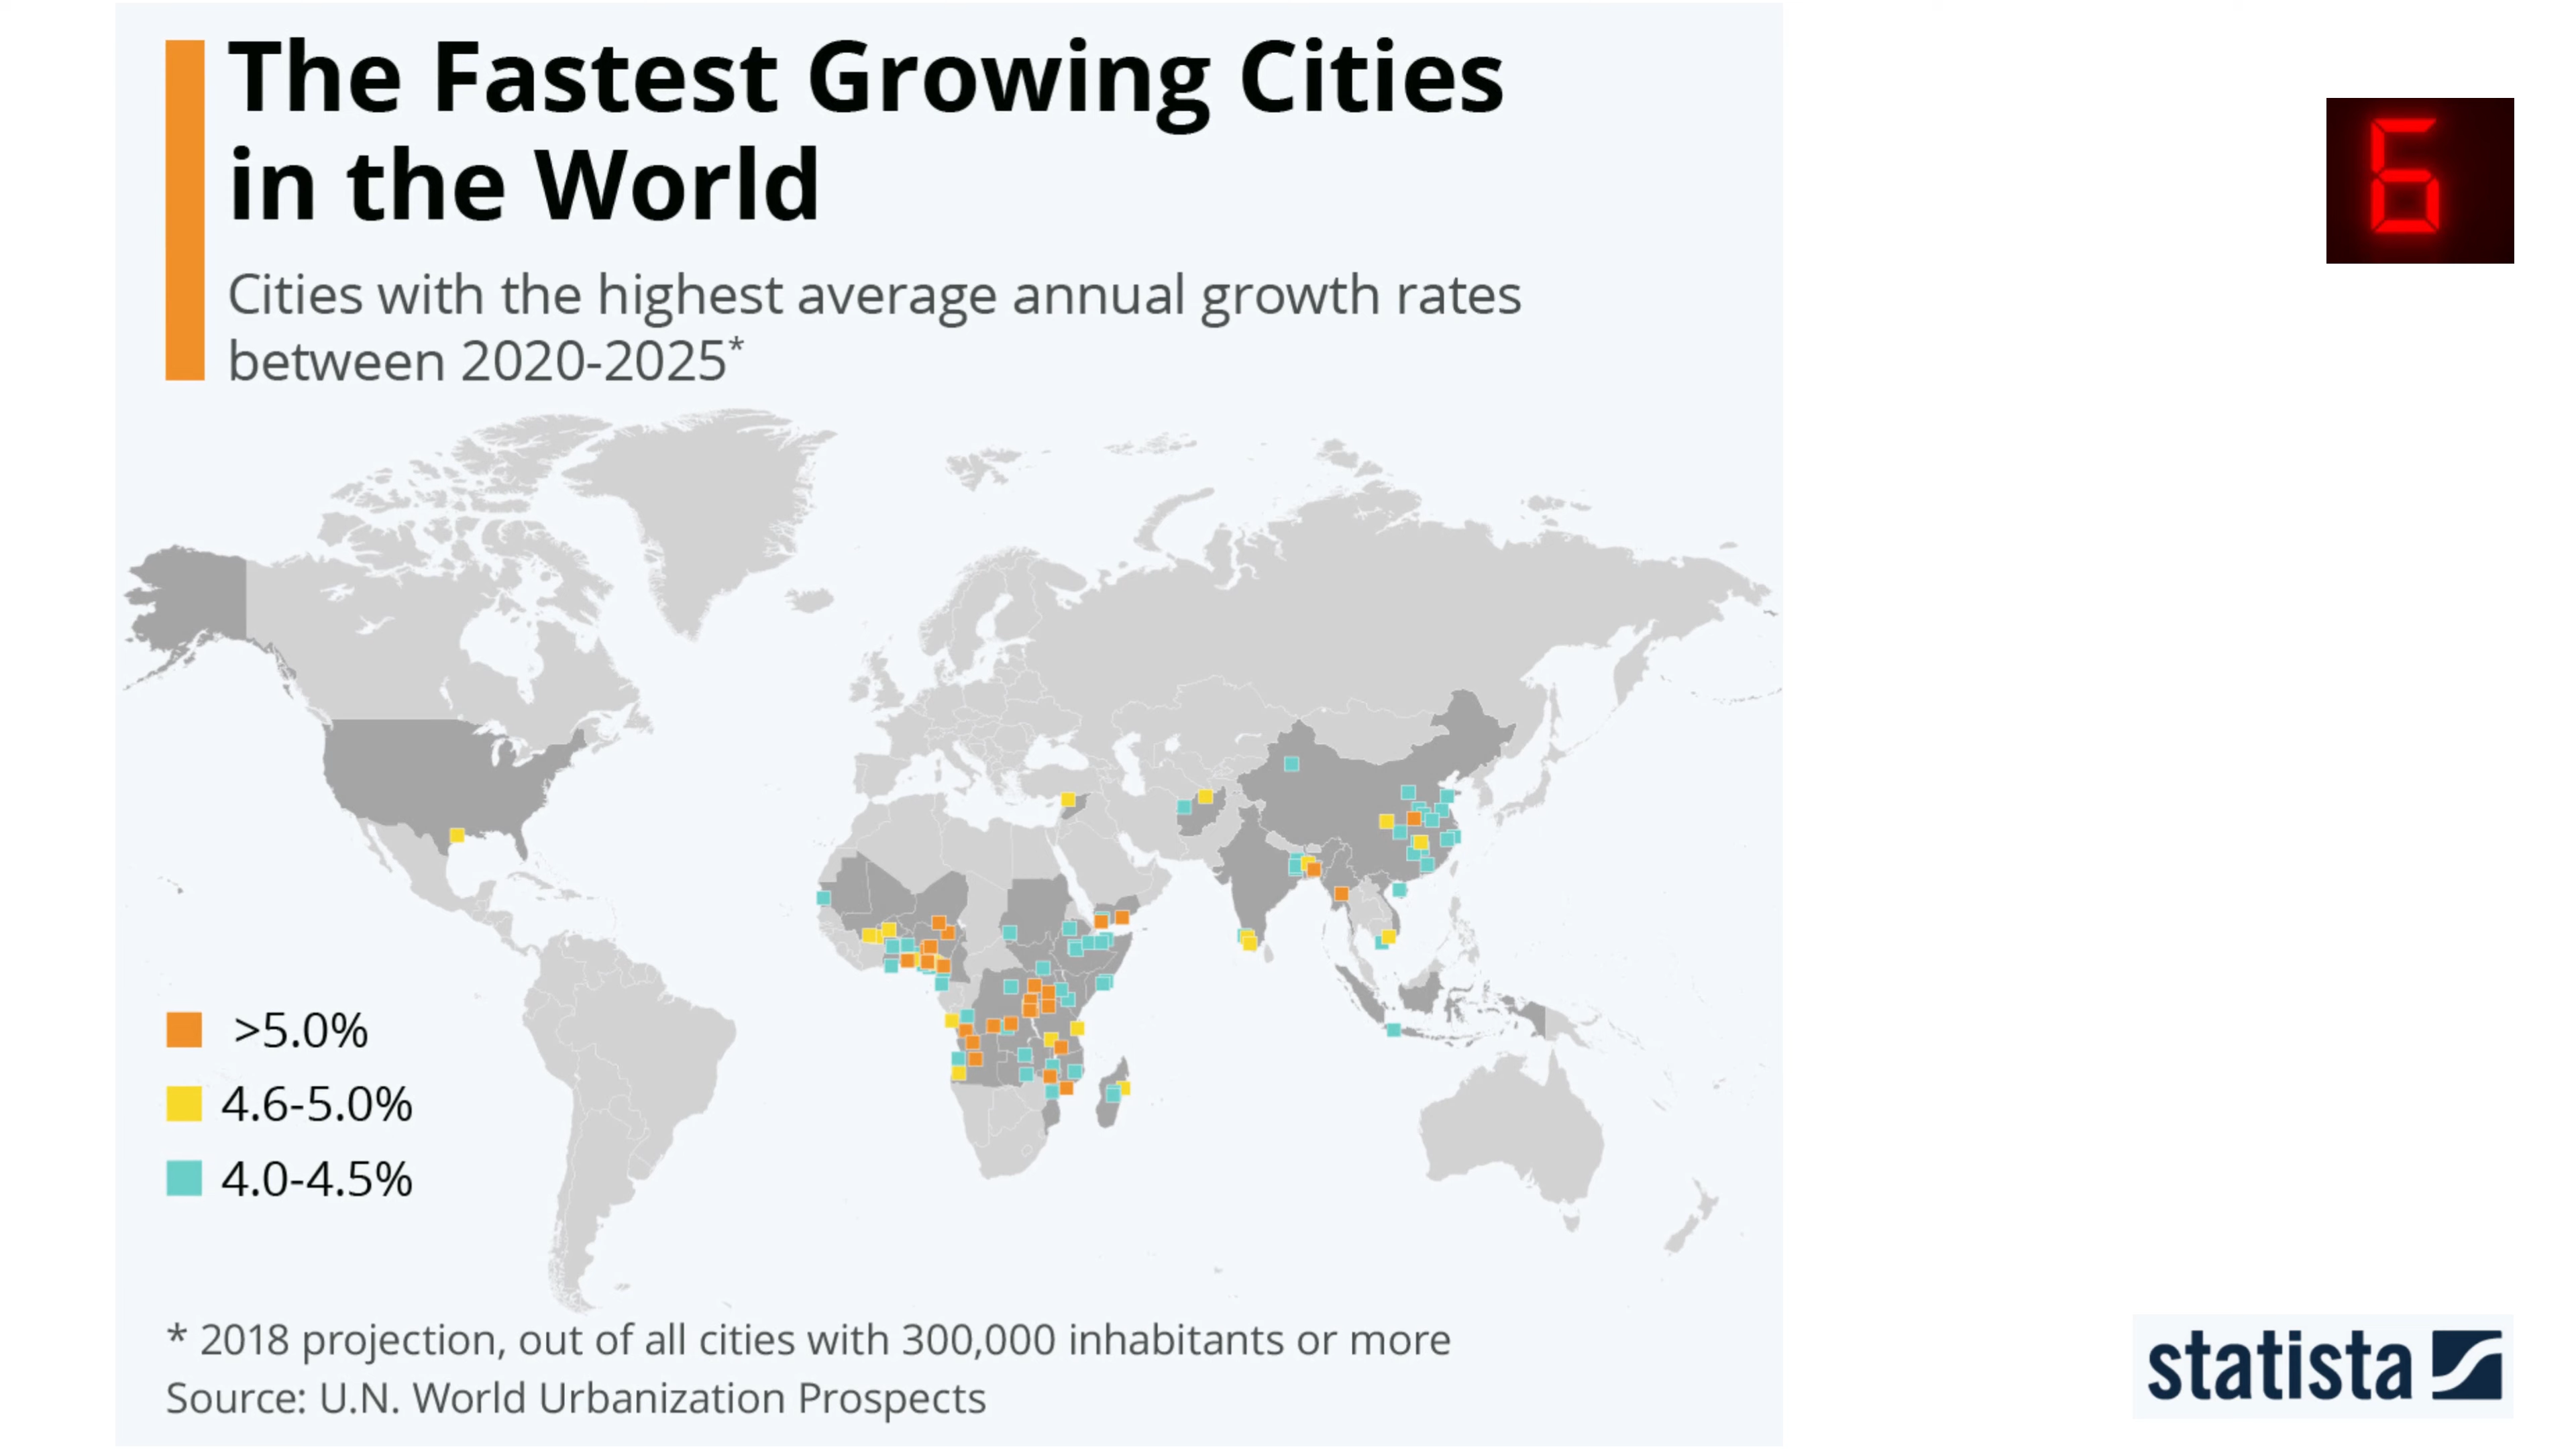 The Fastest Growing Cities
in the World
6
Cities with the highest average annual growth rates
between 2020-2025*
>5.0%
4.6-5.0%
4.0-4.5%
* 2018 projection, out of all cities with 300,000 inhabitants or more
Source: U.N. World Urbanization Prospects
statista